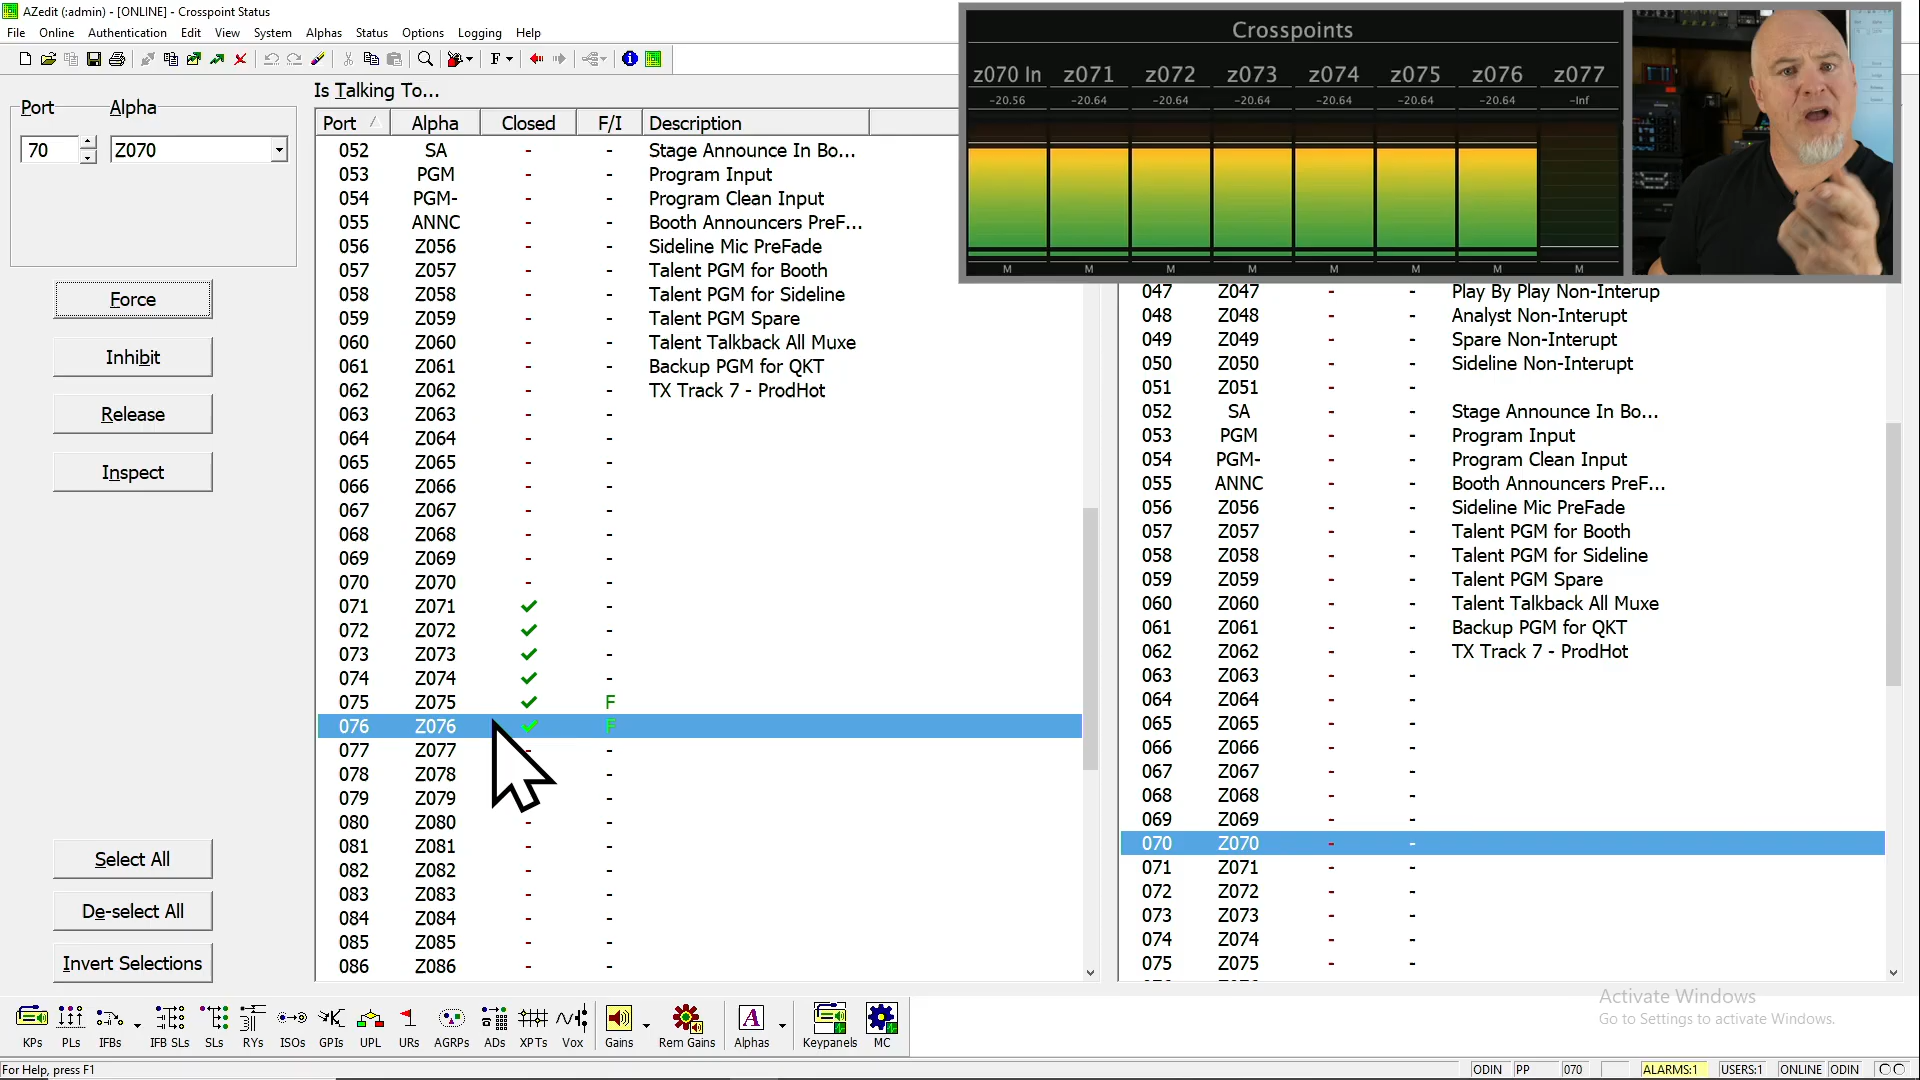 AZedit (:admin) - [ONLINE] - Crosspoint Status
File Online Authentication Edit View System Alphas Status Options Logging Help
Port Alpha
70 Z070
Force
Inhibit
Release
Inspect
Select All
De-select All
Invert Selections
Is Talking To...
Port Alpha Closed F/I Description
052 SA - - Stage Announce In Bo...
053 PGM - - Program Input
054 PGM- - - Program Clean Input
055 ANNC - - Booth Announcers PreF...
056 Z056 - - Sideline Mic PreFade
057 Z057 - - Talent PGM for Booth
058 Z058 - - Talent PGM for Sideline
059 Z059 - - Talent PGM Spare
060 Z060 - - Talent Talkback All Muxe
061 Z061 - - Backup PGM for QKT
062 Z062 - - TX Track 7 - ProdHot
063 Z063 - -
064 Z064 - -
065 Z065 - -
066 Z066 - -
067 Z067 - -
068 Z068 - -
069 Z069 - -
070 Z070 - -
071 Z071 ✓ -
072 Z072 ✓ -
073 Z073 ✓ -
074 Z074 ✓ -
075 Z075 ✓ F
076 Z076 ✓ F
077 Z077 - -
078 Z078 -
079 Z079 -
080 Z080 - -
081 Z081 - -
082 Z082 - -
083 Z083 - -
084 Z084 - -
085 Z085 - -
086 Z086 - -
Crosspoints
z070 In z071 z072 z073 z074 z075 z076 z077
-20.56 -20.64 -20.64 -20.64 -20.64 -20.64 -20.64 -Inf
M M M M M M M M
047 Z047 - - Play By Play Non-Interup
048 Z048 - - Analyst Non-Interupt
049 Z049 - - Spare Non-Interupt
050 Z050 - - Sideline Non-Interrupt
051 Z051 - -
052 SA - - Stage Announce In Bo...
053 PGM - - Program Input
054 PGM- - - Program Clean Input
055 ANNC - - Booth Announcers PreF...
056 Z056 - - Sideline Mic PreFade
057 Z057 - - Talent PGM for Booth
058 Z058 - - Talent PGM for Sideline
059 Z059 - - Talent PGM Spare
060 Z060 - - Talent Talkback All Muxe
061 Z061 - - Backup PGM for QKT
062 Z062 - - TX Track 7 - ProdHot
063 Z063 - -
064 Z064 - -
065 Z065 - -
066 Z066 - -
067 Z067 - -
068 Z068 - -
069 Z069 - -
070 Z070 - -
071 Z071 - -
072 Z072 - -
073 Z073 - -
074 Z074 - -
075 Z075 - -
Activate Windows
Go to Settings to activate Windows.
KPs PLs IFBs IFB SLs SLs RYs ISOs GPIs UPL URs AGRPs ADs XPTs Vox Gains Rem Gains Alphas Keypanels MC
For Help, press F1
ODIN PP 070 ALARMS:1 USERS:1 ONLINE ODIN